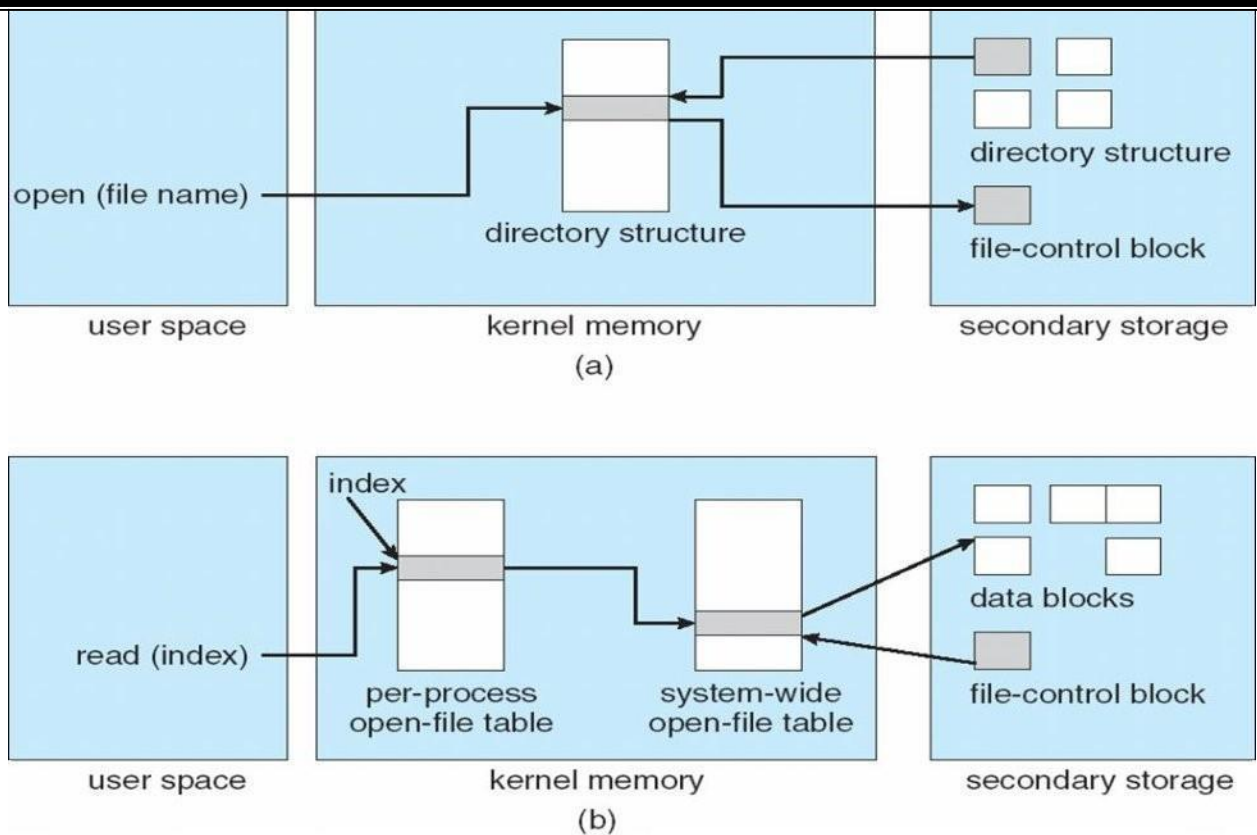 open (file name)
directory structure
directory structure
file-control block
user space
kernel memory
secondary storage
(a)
index
read (index)
per-process
open-file table
system-wide
open-file table
data blocks
file-control block
user space
kernel memory
secondary storage
(b)